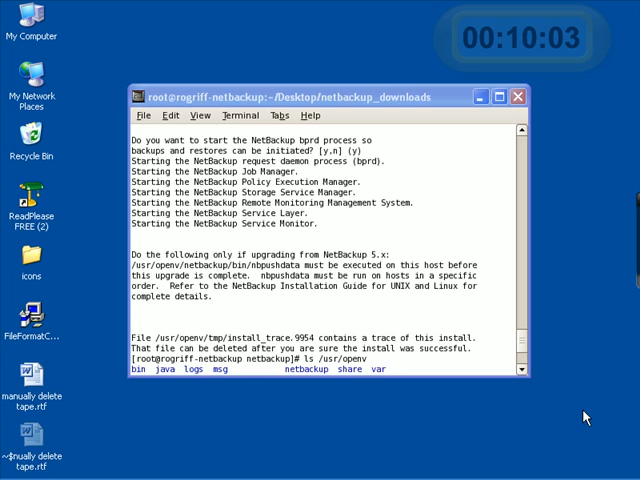 My Computer
My Network
Places
Recycle Bin
ReadPlease
FREE (2)
icons
FileFormatC...
manually delete
tape.rtf
~$nually delete
tape.rtf
00:10:03
root@rogriff-netbackup:~/Desktop/netbackup_downloads
File Edit View Terminal Tabs Help
Do you want to start the NetBackup bprd process so
backups and restores can be initiated? [y,n] (y)
Starting the NetBackup request daemon process (bprd).
Starting the NetBackup Job Manager.
Starting the NetBackup Policy Execution Manager.
Starting the NetBackup Storage Service Manager.
Starting the NetBackup Remote Monitoring Management System.
Starting the NetBackup Service Layer.
Starting the NetBackup Service Monitor.
Do the following only if upgrading from NetBackup 5.x:
/usr/openv/netbackup/bin/nbpushdata must be executed on this host before
this upgrade is complete.  nbpushdata must be run on hosts in a specific
order.  Refer to the NetBackup Installation Guide for UNIX and Linux for
complete details.
File /usr/openv/tmp/install_trace.9954 contains a trace of this install.
That file can be deleted after you are sure the install was successful.
[root@rogriff-netbackup netbackup]# ls /usr/openv
bin  java  logs  msg  netbackup  share  var